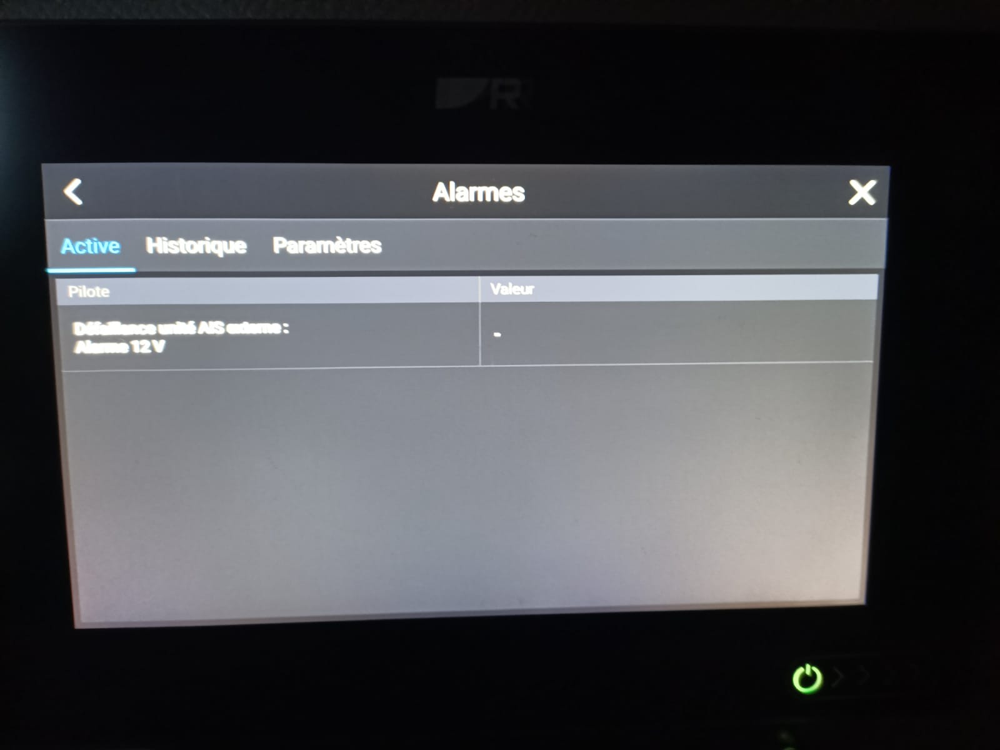 R
Alarmes
Active Historique Paramètres
Pilote Valeur
Défaillance unité AIS externe : -
Alarme 12 V